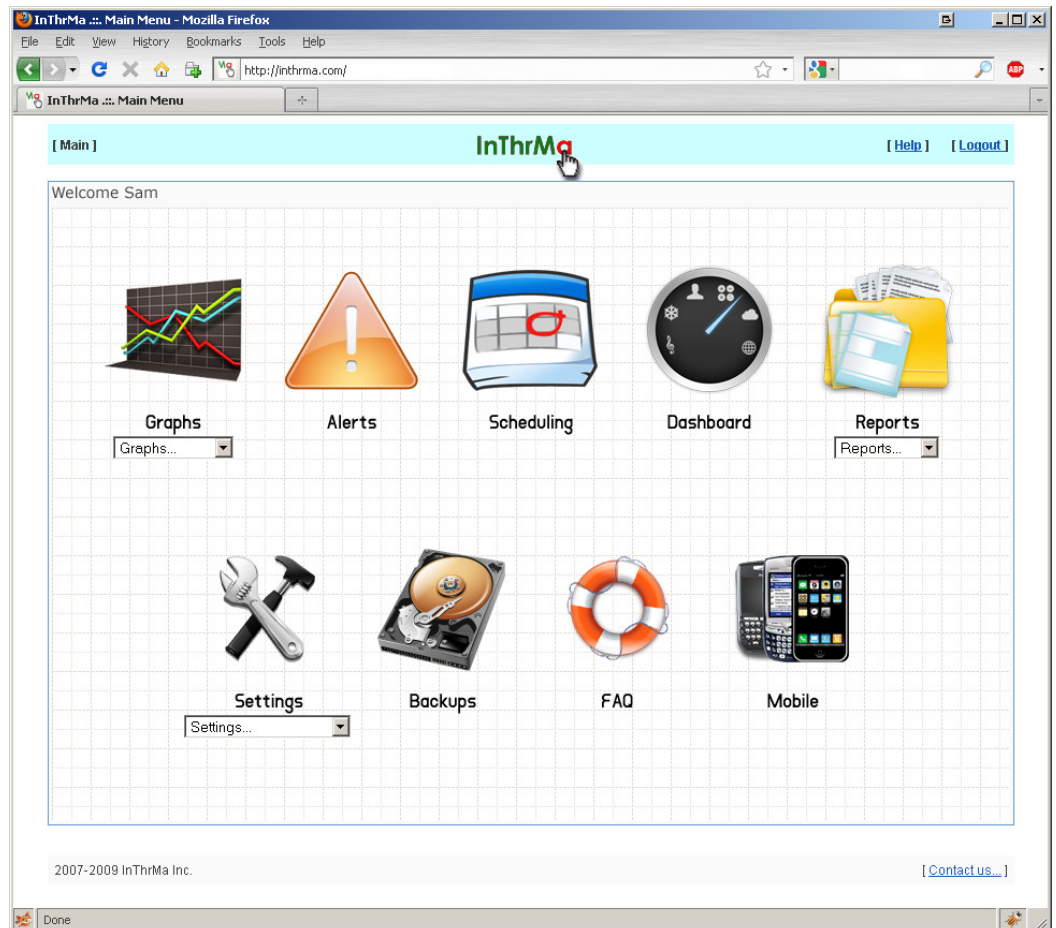 InThrMa .::. Main Menu - Mozilla Firefox
File Edit View History Bookmarks Tools Help
http://inthrma.com/
ABP
InThrMa .::. Main Menu
[ Main ] InThrMa [ Help ] [ Logout ]
Welcome Sam
Graphs Alerts Scheduling Dashboard Reports
Graphs... Reports...
Settings Backups FAQ Mobile
Settings...
2007-2009 InThrMa Inc. [ Contact us... ]
Done